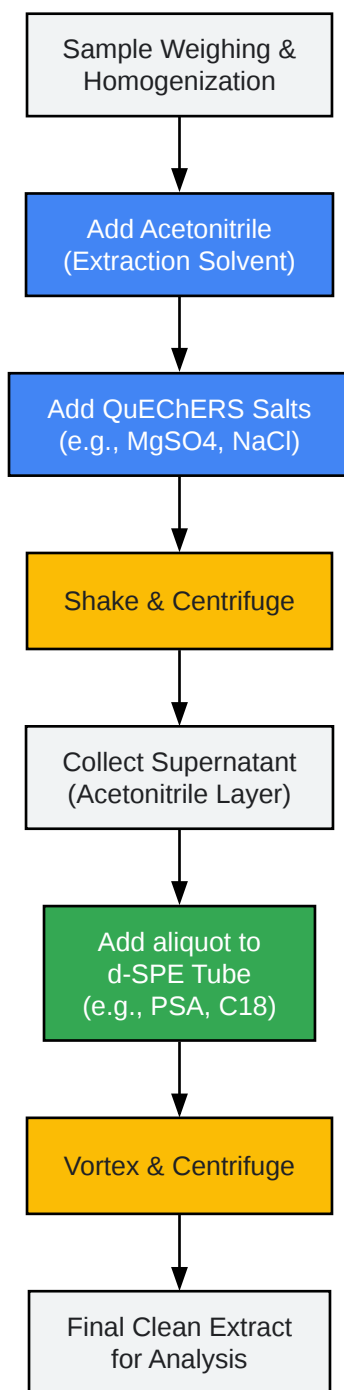 Sample Weighing &
Homogenization
Add Acetonitrile
(Extraction Solvent)
Add QuEChERS Salts
(e.g., MgSO4, NaCl)
Shake & Centrifuge
Collect Supernatant
(Acetonitrile Layer)
Add aliquot to
d-SPE Tube
(e.g., PSA, C18)
Vortex & Centrifuge
Final Clean Extract
for Analysis